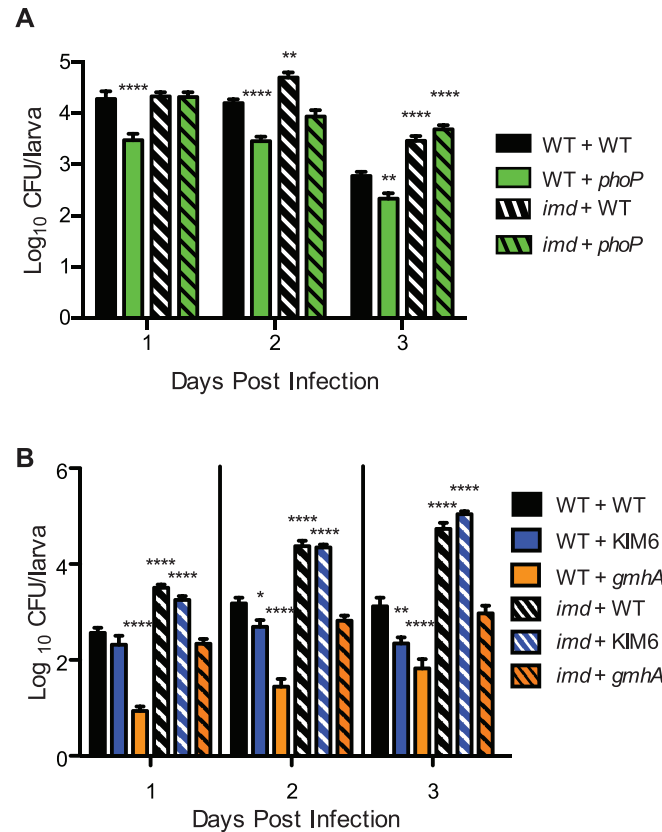 A
Log10 CFU/larva
5
4
3
2
1
0
**** **** ** ** **** ****
1 2 3
Days Post Infection
WT + WT
WT + phoP
imd + WT
imd + phoP
B
Log 10 CFU/larva
6
4
2
0
**** **** **** * **** **** **** ** **** **** ****
1 2 3
Days Post Infection
WT + WT
WT + KIM6
WT + gmhA
imd + WT
imd + KIM6
imd + gmhA